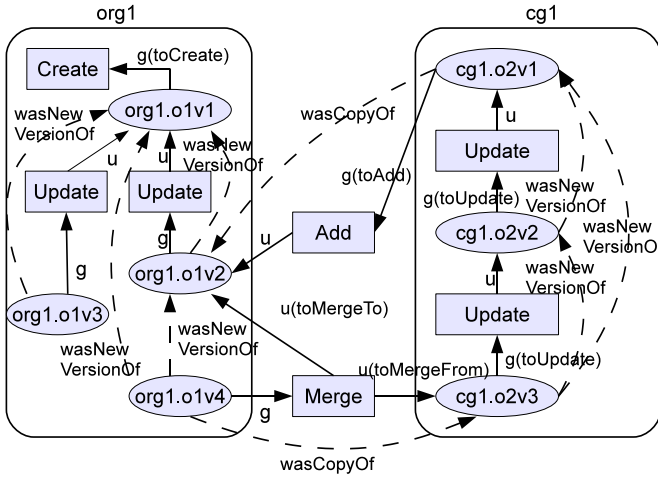 org1
cg1
Create
g(toCreate)
org1.o1v1
cg1.o2v1
wasNew
VersionOf
wasCopyOf
u
u
wasNew
VersionOf
u
Update
Update
Update
g(toAdd)
g(toUpdate)
wasNew
VersionOf
g
g
u
Add
cg1.o2v2
wasNew
VersionO
org1.o1v2
u
wasNew
VersionOf
org1.o1v3
u(toMergeTo)
Update
wasNew
VersionOf
wasNew
VersionOf
u(toMergeFrom)
g(toUpdate)
org1.o1v4
g
Merge
cg1.o2v3
wasCopyOf